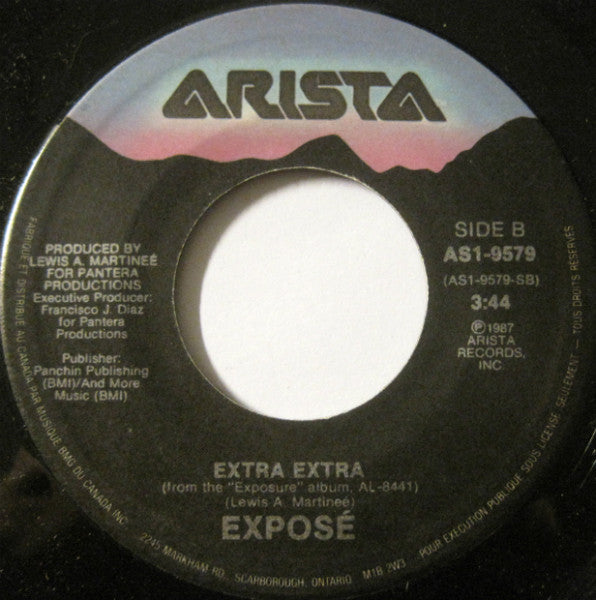 ARISTA
PRODUCED BY
LEWIS A. MARTINEÉ
FOR PANTERA
PRODUCTIONS
Executive Producer:
Francisco J. Diaz
for Pantera
Productions
Publisher:
Panchin Publishing
(BMI)/And More
Music (BMI)
SIDE B
AS1-9579
(AS1-9579-SB)
3:44
Ⓟ1987
ARISTA
RECORDS,
INC.
EXTRA EXTRA
(from the "Exposure" album, AL-8441)
(Lewis A. Martineé)
EXPOSÉ
FABRIQUÉ ET DISTRIBUÉ AU CANADA PAR MUSIQUE BMG DU CANADA INC. 2245 MARKHAM RD., SCARBOROUGH, ONTARIO M1B 2W3 POUR EXÉCUTION PUBLIQUE SOUS LICENSE SEULEMENT — TOUS DROITS RÉSERVÉS